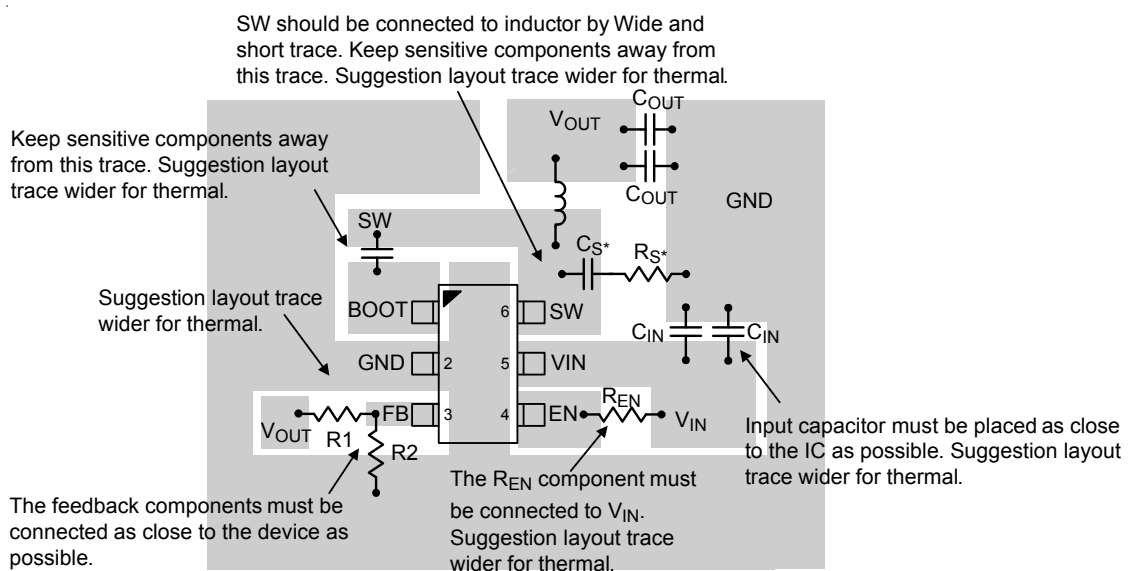 SW should be connected to inductor by Wide and
short trace. Keep sensitive components away from
this trace. Suggestion layout trace wider for thermal.
Keep sensitive components away
from this trace. Suggestion layout
trace wider for thermal.
COUT
VOUT
COUT
GND
SW
CS*
RS*
Suggestion layout trace
wider for thermal.
BOOT
6
SW
CIN
CIN
GND
2
5
VIN
REN
FB
3
4
EN
VIN
VOUT
R1
R2
Input capacitor must be placed as close
to the IC as possible. Suggestion layout
trace wider for thermal.
The REN component must
be connected to VIN.
Suggestion layout trace
wider for thermal.
The feedback components must be
connected as close to the device as
possible.